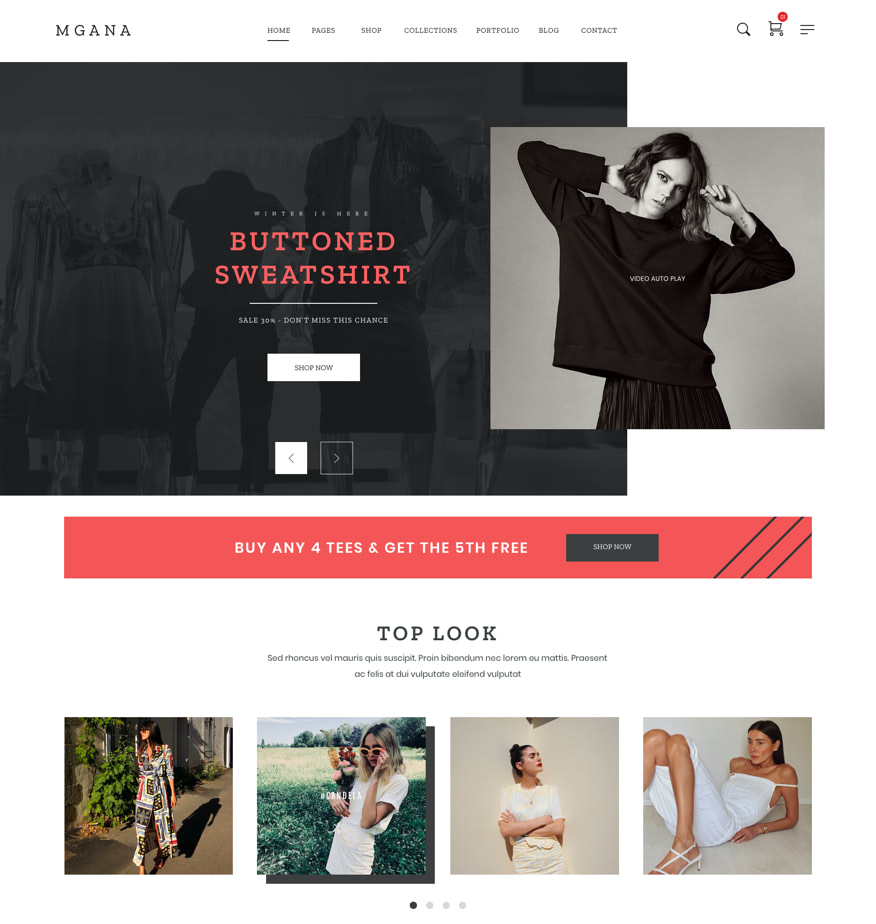 MGANA
HOME PAGES SHOP COLLECTIONS PORTFOLIO BLOG CONTACT
01
WINTER IS HERE
BUTTONED
SWEATSHIRT
SALE 30% - DON'T MISS THIS CHANCE
SHOP NOW
VIDEO AUTO PLAY
BUY ANY 4 TEES & GET THE 5TH FREE
SHOP NOW
TOP LOOK
Sed rhoncus vel mauris quis suscipit. Proin bibendum nec lorem eu mattis. Praesent
ac felis at dui vulputate eleifend vulputat
#CANDELA